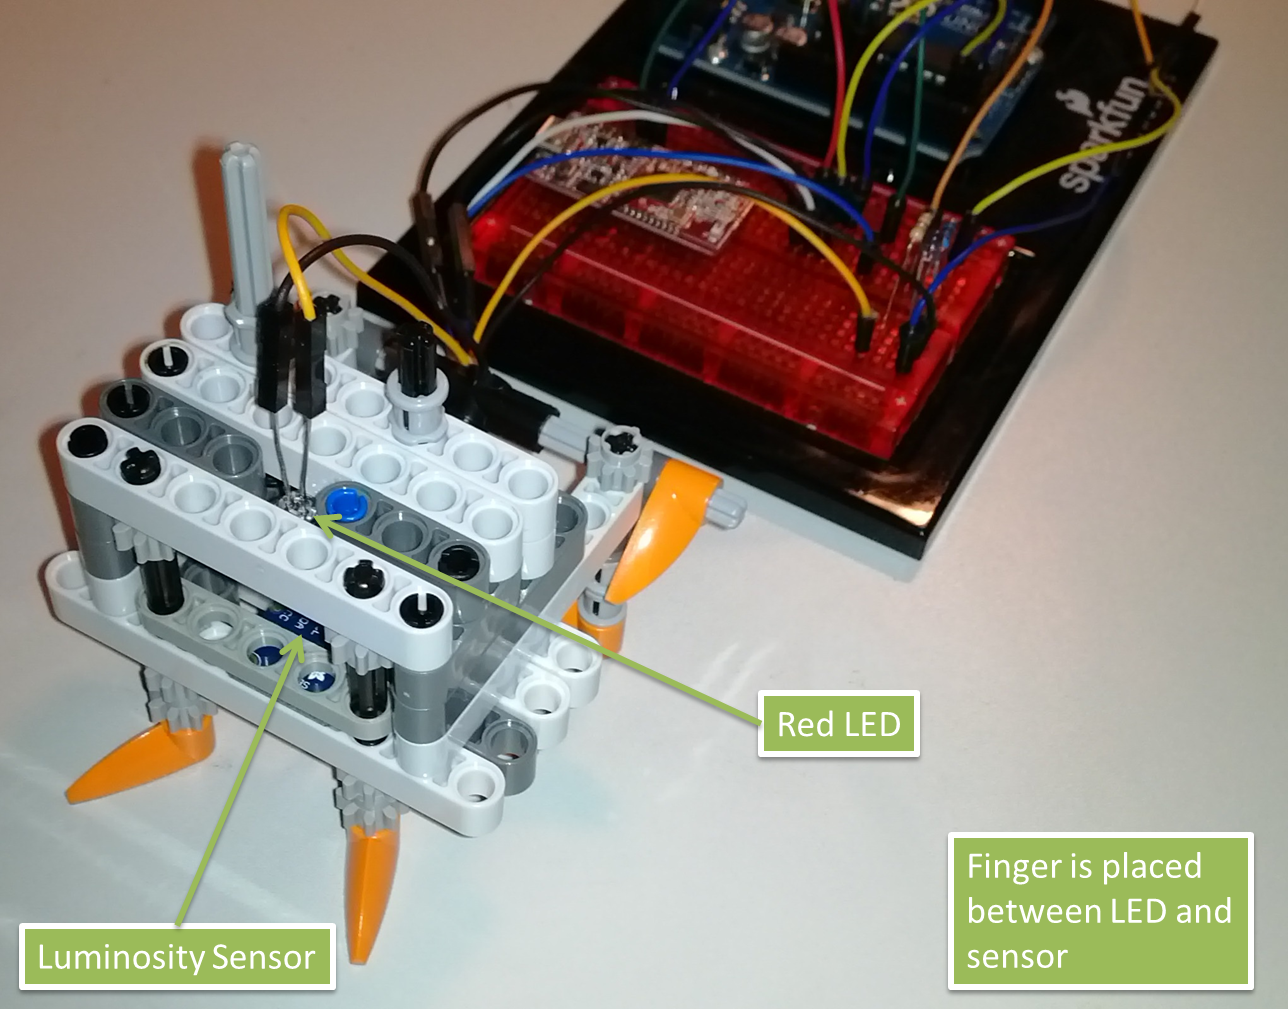 sparkfun
Red LED
Finger is placed
between LED and
sensor
Luminosity Sensor